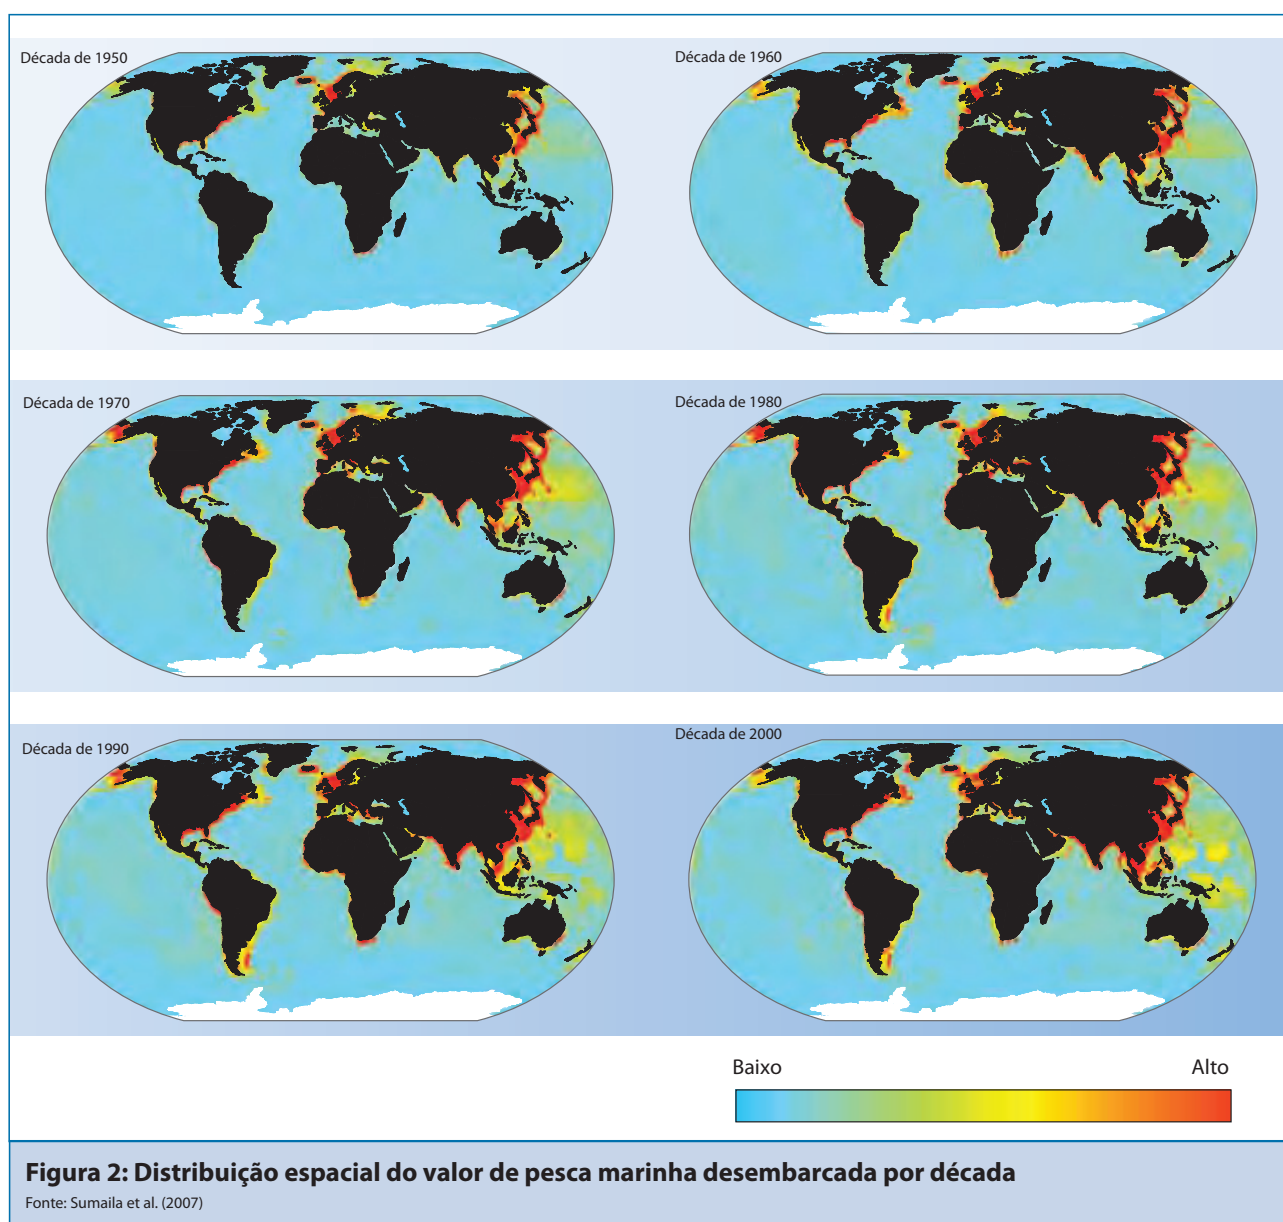 Década de 1950
Década de 1960
Década de 1970
Década de 1980
Década de 1990
Década de 2000
Baixo
Alto
Figura 2: Distribuição espacial do valor de pesca marinha desembarcada por década
Fonte: Sumaila et al. (2007)